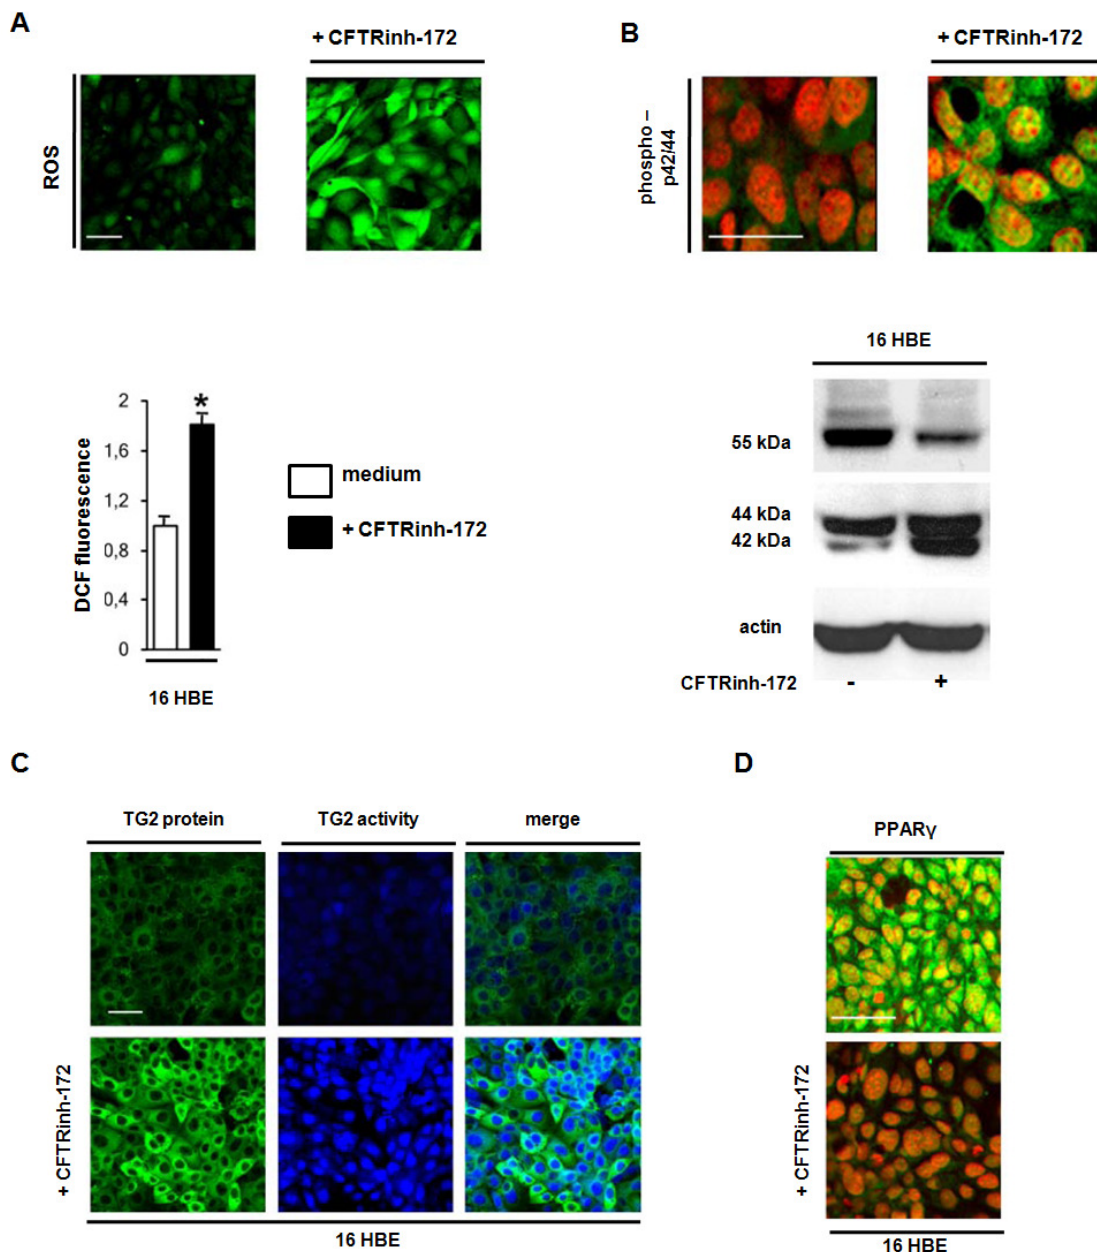 A
+ CFTRinh-172
ROS
B
+ CFTRinh-172
phospho –
p42/44
DCF fluorescence
2
1,6
1,2
0,8
0,4
0
16 HBE
medium
+ CFTRinh-172
16 HBE
55 kDa
44 kDa
42 kDa
actin
CFTRinh-172 - +
C
TG2 protein TG2 activity merge
+ CFTRinh-172
16 HBE
D
PPARγ
+ CFTRinh-172
16 HBE